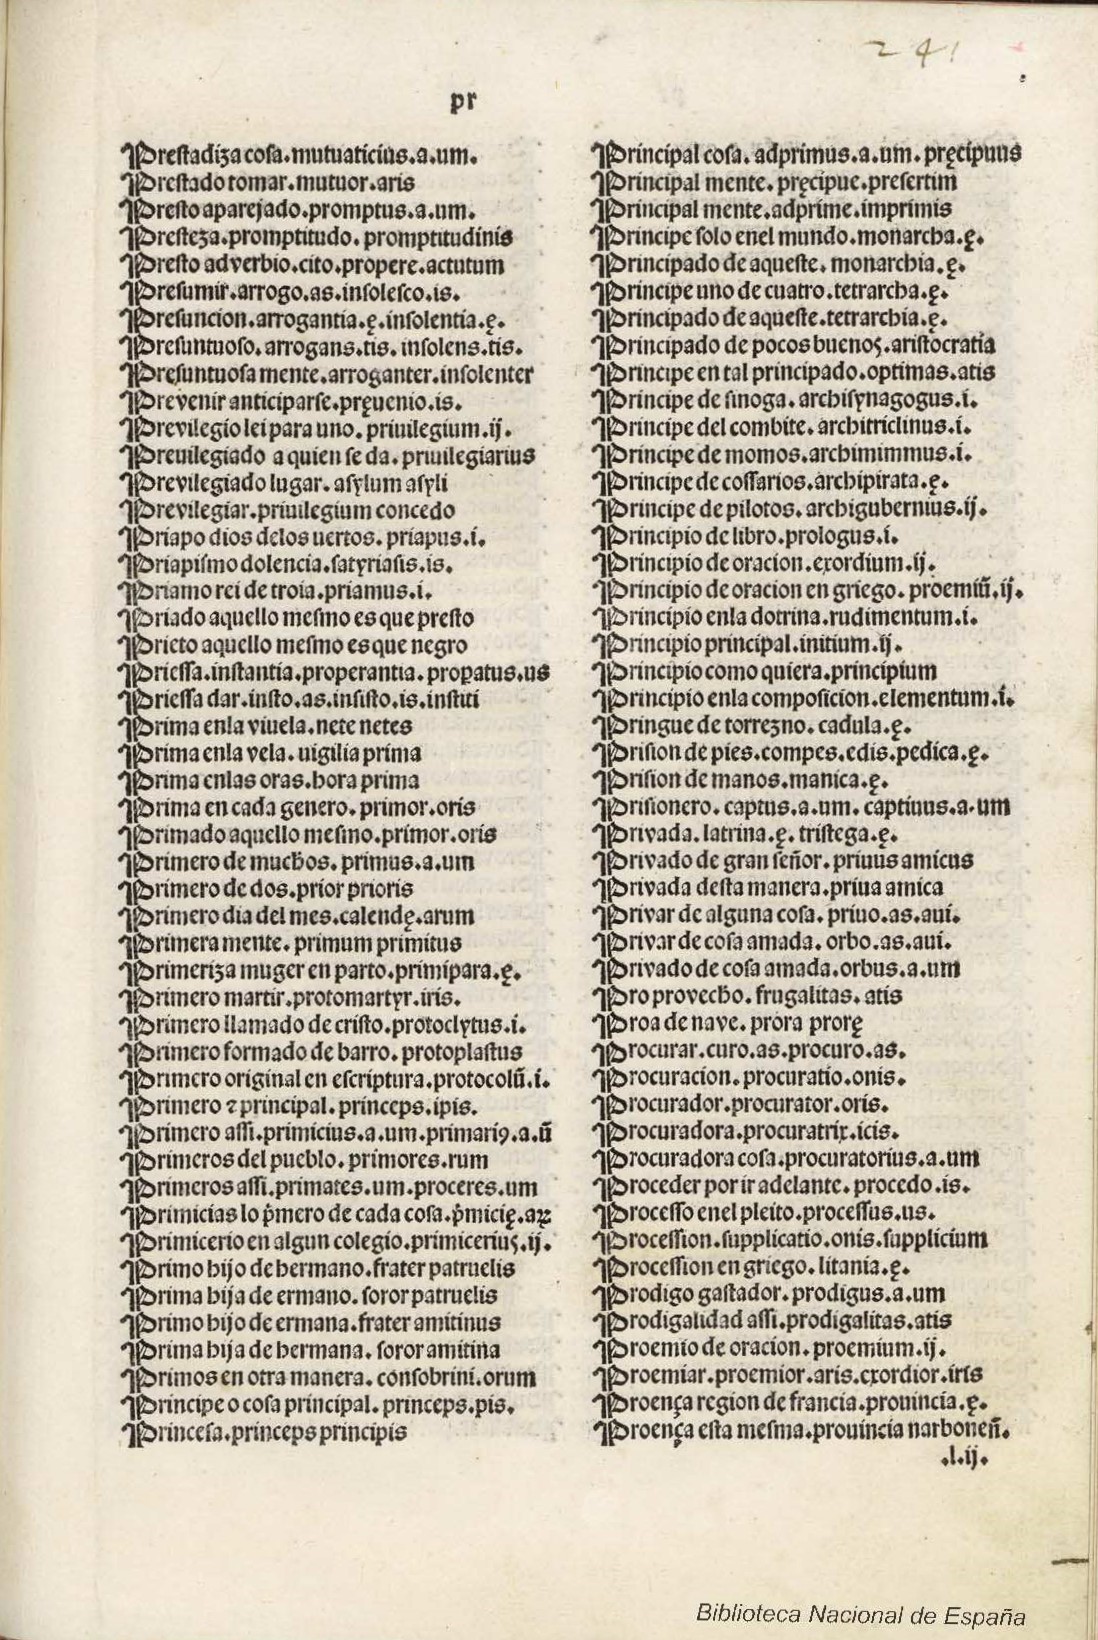 241
pr
Prestadiza cosa.mutuaticius.a.um.
Prestado tomar.mutuor.aris
Presto aparejado.promptus.a.um.
Presteza.promptitudo.promptitudinis
Presto adverbio.cito.propere.actutum
Presumir.arrogo.as.insolesco.is.
Presuncion.arrogantia.ę.insolentia.ę.
Presuntuoso.arrogans.tis.insolens.tis.
Presuntuosa mente.arroganter.insolenter
Prevenir anticiparse.pręuenio.is.
Previlegio lei para uno.priuilegium.ij.
Preuilegiado a quien se da.priuilegiarius
Previlegiado lugar.asylum asyli
Previlegiar.priuilegium concedo
Priapo dios delos uertos.priapus.i.
Priapismo dolencia.satyriasis.is.
Priamo rei de troia.priamus.i.
Priado aquello mesmo es que presto
Prieto aquello mesmo es que negro
Priessa.instantia.properantia.prop̱atus.us
Priessa dar.insto.as.insisto.is.institi
Prima enla viuela.nete netes
Prima enla vela.uigilia prima
Prima enlas oras.hora prima
Prima en cada genero.primor.oris
Primado aquello mesmo.primor.oris
Primero de muchos.primus.a.um
Primero de dos.prior prioris
Primero dia del mes.calendę.arum
Primera mente.primum primitus
Primeriza muger en parto.primipara.ę.
Primero martir.protomartyr.iris.
Primero llamado de cristo.protoclytus.i.
Primero formado de barro.protoplastus
Primero original en escriptura.protocolū.i.
Primero ⁊ principal.princeps.ipis.
Primero assi.primicius.a.um.primariꝯ.a.ū
Primeros del pueblo.primores.rum
Primeros assi.primates.um.proceres.um
Primicias lo p̄mero de cada cosa.p̄micię.aꝝ
Primicerio en algun colegio.primicerius.ij.
Primo hijo de hermano.frater patruelis
Prima hija de ermano.soror patruelis
Primo hijo de ermana.frater amitinus
Prima hija de hermana.soror amitina
Primos en otra manera.consobrini.orum
Principe o cosa principal.princeps.pis.
Princesa.princeps principis
Principal cosa.adprimus.a.um.pręcipuus
Principal mente.pręcipue.presertim
Principal mente.adprime.imprimis
Principe solo enel mundo.monarcha.ę.
Principado de aqueste.monarchia.ę.
Principe uno de cuatro.tetrarcha.ę.
Principado de aqueste.tetrarchia.ę.
Principado de pocos buenos.aristocratia
Principe en tal principado.optimas.atis
Principe de sinoga.archisynagogus.i.
Principe del combite.architriclinus.i.
Principe de momos.archimimmus.i.
Principe de cossarios.archipirata.ę.
Principe de pilotos.archigubernius.ij.
Principio de libro.prologus.i.
Principio de oracion.exordium.ij.
Principio de oracion en griego.proemiū.ij.
Principio enla dotrina.rudimentum.i.
Principio principal.initium.ij.
Principio como quiera.principium
Principio enla composicion.elementum.i.
Pringue de torrezno.cadula.ę.
Prision de pies.compes.edis.pedica.ę.
Prision de manos.manica.ę.
Prisionero.captus.a.um.captiuus.a.um
Privada.latrina.ę.tristega.ę.
Privado de gran señor.priuus amicus
Privada desta manera.priua amica
Privar de alguna cosa.priuo.as.aui.
Privar de cosa amada.orbo.as.aui.
Privado de cosa amada.orbus.a.um
Pro provecho.frugalitas.atis
Proa de nave.prora prorę
Procurar.curo.as.procuro.as.
Procuracion.procuratio.onis.
Procurador.procurator.oris.
Procuradora.procuratrix.icis.
Procuradora cosa.procuratorius.a.um
Proceder por ir adelante.procedo.is.
Processo enel pleito.processus.us.
Procession.supplicatio.onis.supplicium
Procession en griego.litania.ę.
Prodigo gastador.prodigus.a.um
Prodigalidad assi.prodigalitas.atis
Proemio de oracion.proemium.ij.
Proemiar.proemior.aris.exordior.iris
Proença region de francia.prouincia.ę.
Proença esta mesma.prouincia narboneñ.
.l.ij.
Biblioteca Nacional de España